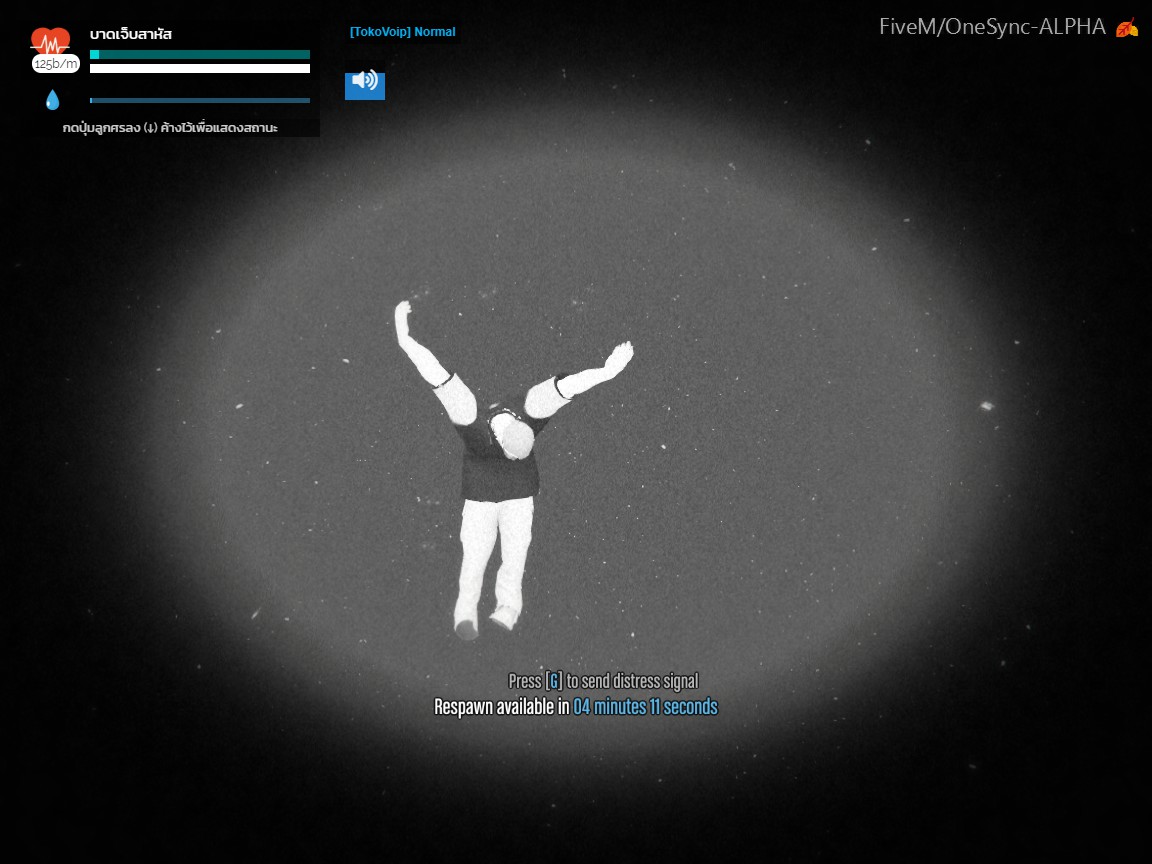 บาดเจ็บสาหัส
125b/m
กดปุ่มลูกศรลง (↓) ค้างไว้เพื่อแสดงสถานะ
[TokoVoip] Normal
FiveM/OneSync-ALPHA
Press [G] to send distress signal
Respawn available in 04 minutes 11 seconds